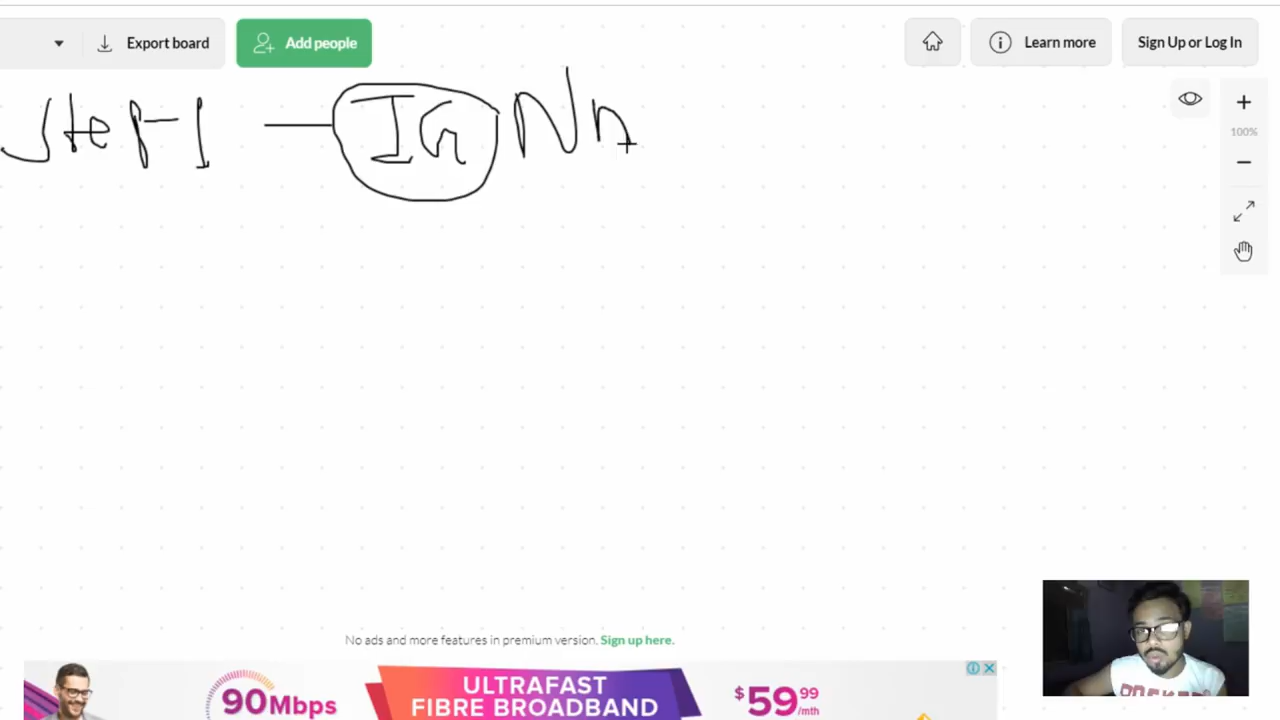 Export board
Add people
Learn more
Sign Up or Log In
Step-1 — IG
100%
No ads and more features in premium version. Sign up here.
90Mbps
ULTRAFAST
FIBRE BROADBAND
$59.99
/mth